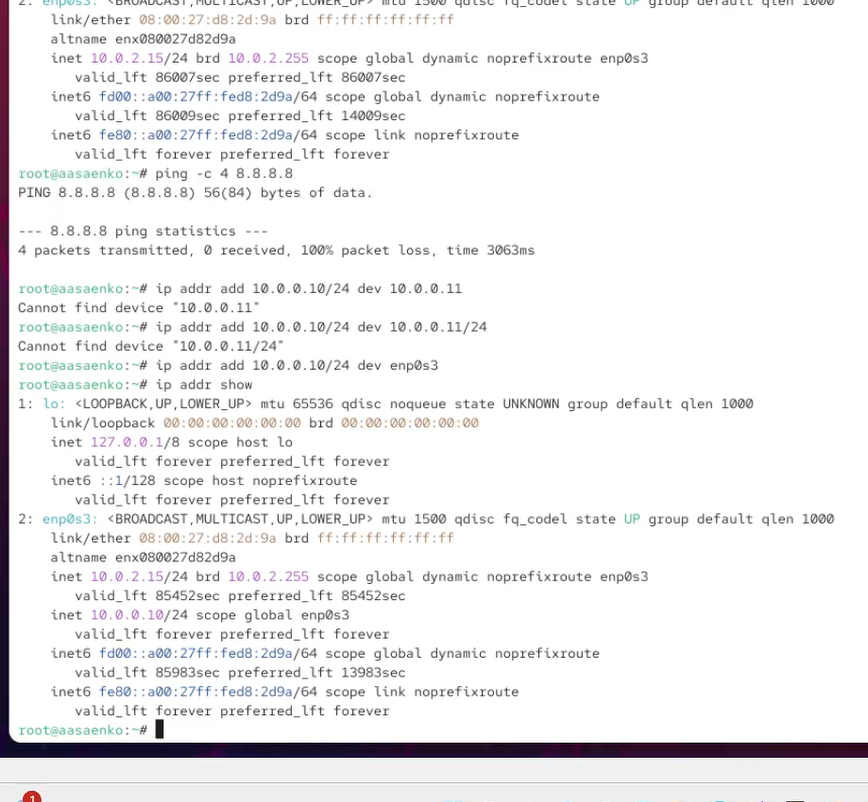 2: enp0s3: <BROADCAST,MULTICAST,UP,LOWER_UP> mtu 1500 qdisc fq_codel state UP group default qlen 1000
    link/ether 08:00:27:d8:2d:9a brd ff:ff:ff:ff:ff:ff
    altname enx080027d82d9a
    inet 10.0.2.15/24 brd 10.0.2.255 scope global dynamic noprefixroute enp0s3
       valid_lft 86007sec preferred_lft 86007sec
    inet6 fd00::a00:27ff:fed8:2d9a/64 scope global dynamic noprefixroute
       valid_lft 86009sec preferred_lft 14009sec
    inet6 fe80::a00:27ff:fed8:2d9a/64 scope link noprefixroute
       valid_lft forever preferred_lft forever
root@aasaenko:~# ping -c 4 8.8.8.8
PING 8.8.8.8 (8.8.8.8) 56(84) bytes of data.

--- 8.8.8.8 ping statistics ---
4 packets transmitted, 0 received, 100% packet loss, time 3063ms

root@aasaenko:~# ip addr add 10.0.0.10/24 dev 10.0.0.11
Cannot find device "10.0.0.11"
root@aasaenko:~# ip addr add 10.0.0.10/24 dev 10.0.0.11/24
Cannot find device "10.0.0.11/24"
root@aasaenko:~# ip addr add 10.0.0.10/24 dev enp0s3
root@aasaenko:~# ip addr show
1: lo: <LOOPBACK,UP,LOWER_UP> mtu 65536 qdisc noqueue state UNKNOWN group default qlen 1000
    link/loopback 00:00:00:00:00:00 brd 00:00:00:00:00:00
    inet 127.0.0.1/8 scope host lo
       valid_lft forever preferred_lft forever
    inet6 ::1/128 scope host noprefixroute
       valid_lft forever preferred_lft forever
2: enp0s3: <BROADCAST,MULTICAST,UP,LOWER_UP> mtu 1500 qdisc fq_codel state UP group default qlen 1000
    link/ether 08:00:27:d8:2d:9a brd ff:ff:ff:ff:ff:ff
    altname enx080027d82d9a
    inet 10.0.2.15/24 brd 10.0.2.255 scope global dynamic noprefixroute enp0s3
       valid_lft 85452sec preferred_lft 85452sec
    inet 10.0.0.10/24 scope global enp0s3
       valid_lft forever preferred_lft forever
    inet6 fd00::a00:27ff:fed8:2d9a/64 scope global dynamic noprefixroute
       valid_lft 85983sec preferred_lft 13983sec
    inet6 fe80::a00:27ff:fed8:2d9a/64 scope link noprefixroute
       valid_lft forever preferred_lft forever
root@aasaenko:~#
1